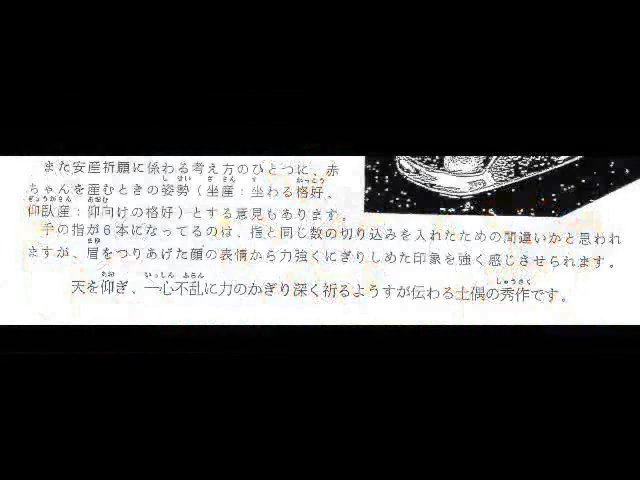 また安産祈願に係わる考え方のひとつに、赤
ちゃんを産むときの姿勢（坐産：坐わる格好、
仰臥産：仰向けの格好）とする意見もあります。
手の指が６本になってるのは、指と同じ数の切り込みを入れたための間違いかと思われ
ますが、眉をつりあげた顔の表情から力強くにぎりしめた印象を強く感じさせられます。
天を仰ぎ、一心不乱に力のかぎり深く祈るようすが伝わる土偶の秀作です。